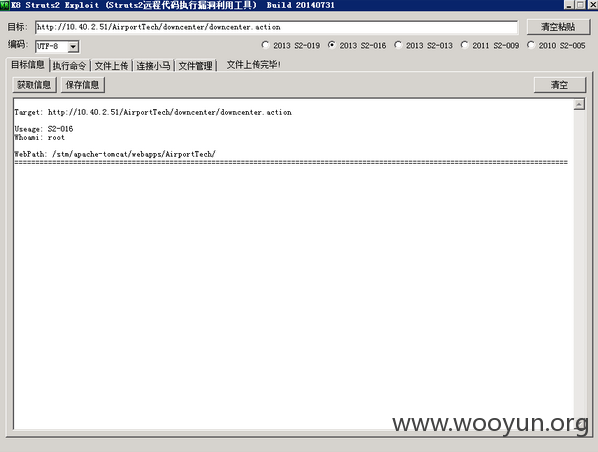 K8 Struts2 Exploit (Struts2远程代码执行漏洞利用工具) Build 20140731
目标: http://10.40.2.51/AirportTech/downcenter/downcenter.action 清空粘贴
编码: UTF-8 2013 S2-019 2013 S2-016 2013 S2-013 2011 S2-009 2010 S2-005
目标信息 执行命令 文件上传 连接小马 文件管理 文件上传完毕!
获取信息 保存信息 清空
Target: http://10.40.2.51/AirportTech/downcenter/downcenter.action
Useage: S2-016
Whoami: root
WebPath: /stm/apache-tomcat/webapps/AirportTech/
www.wooyun.org